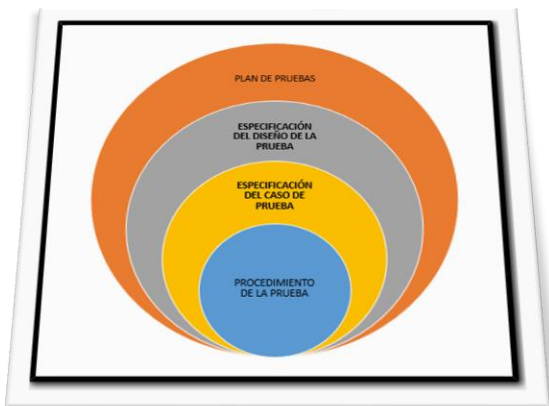 PLAN DE PRUEBAS
ESPECIFICACIÓN
DEL DISEÑO DE LA
PRUEBA
ESPECIFICACIÓN
DEL CASO DE
PRUEBA
PROCEDIMIENTO
DE LA PRUEBA